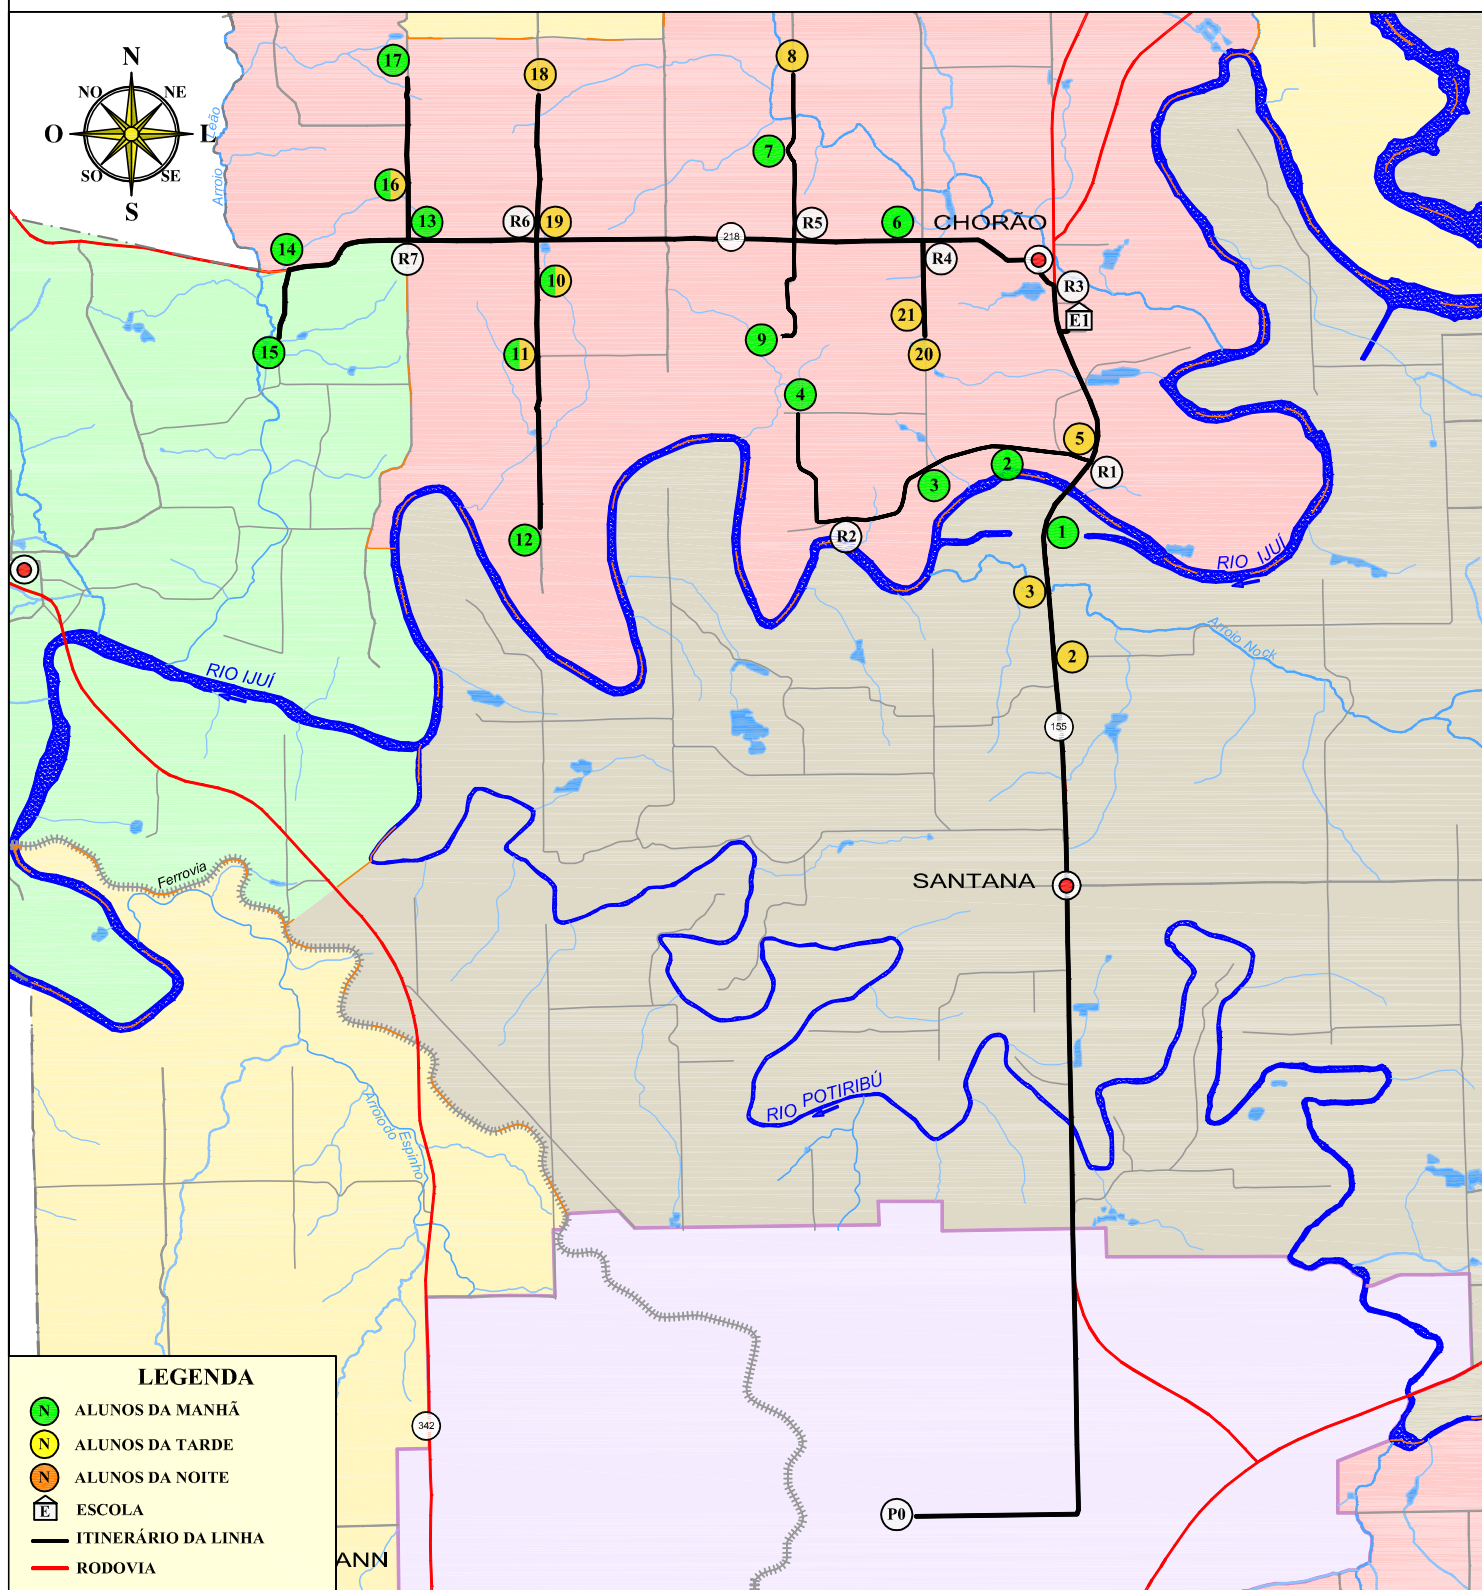 N
NO
NE
O
L
SO
SE
S
Arroio Leão
17
18
8
7
16
13
R6
19
R5
6
CHORÃO
14
218
R7
R4
R3
10
21
E1
15
11
9
20
4
5
2
R1
3
12
R2
1
RIO IJUÍ
3
Arroio Nock
2
RIO IJUÍ
155
Ferrovia
SANTANA
RIO POTIRIBÚ
Arroio do Espinho
LEGENDA
N ALUNOS DA MANHÃ
342
N ALUNOS DA TARDE
N ALUNOS DA NOITE
E ESCOLA
P0
ITINERÁRIO DA LINHA
ANN
RODOVIA